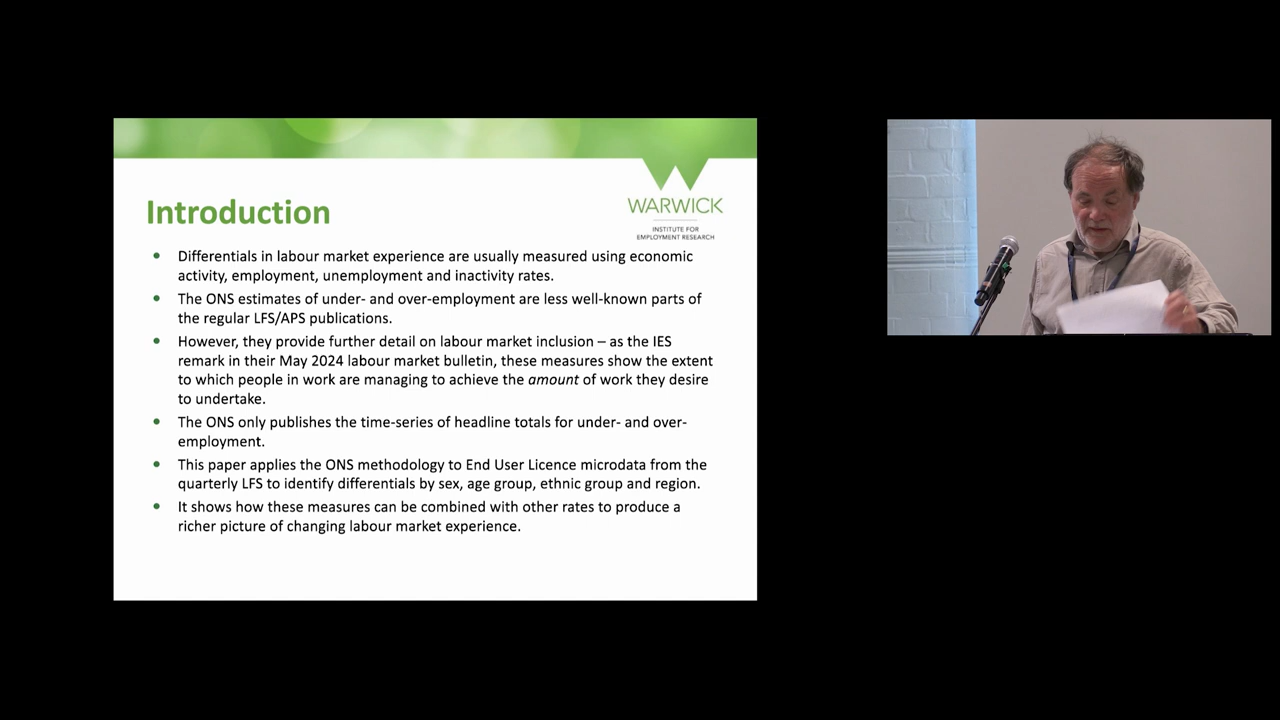 WARWICK
INSTITUTE FOR
EMPLOYMENT RESEARCH
Introduction
Differentials in labour market experience are usually measured using economic
activity, employment, unemployment and inactivity rates.
The ONS estimates of under- and over-employment are less well-known parts of
the regular LFS/APS publications.
However, they provide further detail on labour market inclusion – as the IES
remark in their May 2024 labour market bulletin, these measures show the extent
to which people in work are managing to achieve the amount of work they desire
to undertake.
The ONS only publishes the time-series of headline totals for under- and over-
employment.
This paper applies the ONS methodology to End User Licence microdata from the
quarterly LFS to identify differentials by sex, age group, ethnic group and region.
It shows how these measures can be combined with other rates to produce a
richer picture of changing labour market experience.